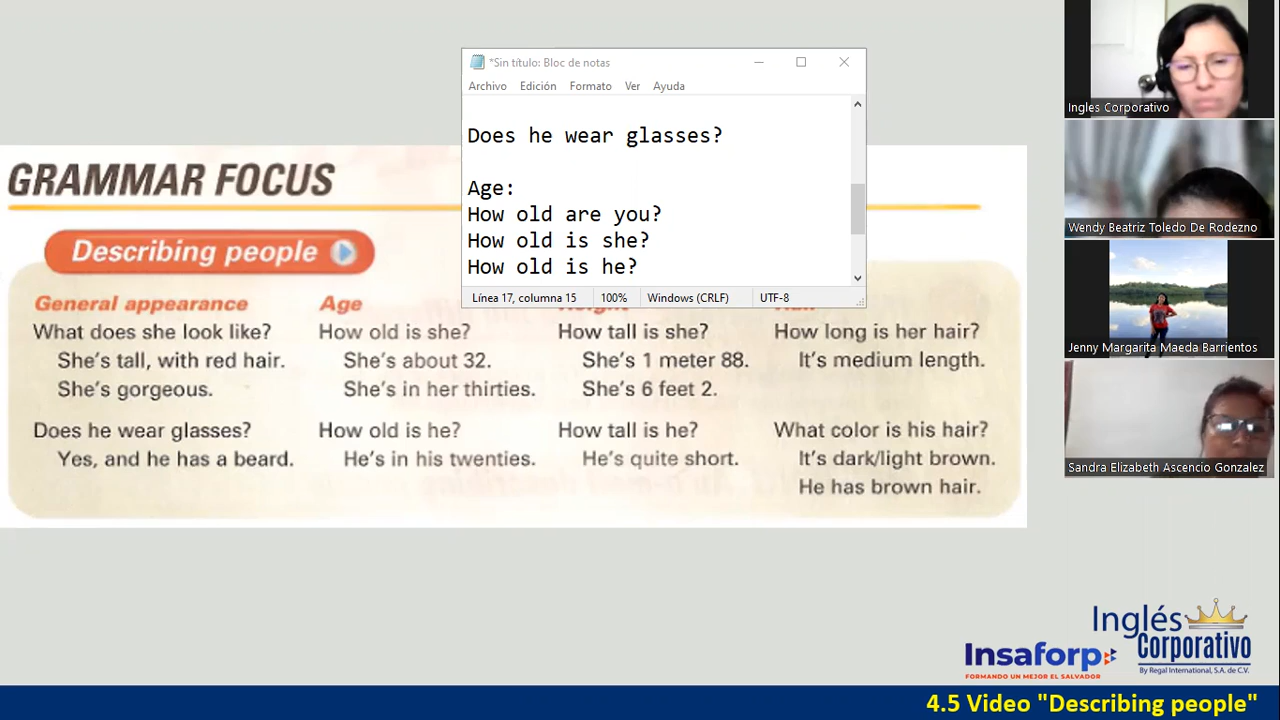 *Sin título: Bloc de notas
Archivo Edición Formato Ver Ayuda
Does he wear glasses?
Age:
How old are you?
How old is she?
How old is he?
Línea 17, columna 15 100% Windows (CRLF) UTF-8
GRAMMAR FOCUS
Describing people
General appearance
What does she look like?
She's tall, with red hair.
She's gorgeous.
Does he wear glasses?
Yes, and he has a beard.
Age
How old is she?
She's about 32.
She's in her thirties.
How old is he?
He's in his twenties.
How tall is she?
She's 1 meter 88.
She's 6 feet 2.
How tall is he?
He's quite short.
How long is her hair?
It's medium length.
What color is his hair?
It's dark/light brown.
He has brown hair.
Ingles Corporativo
Wendy Beatriz Toledo De Rodezno
Jenny Margarita Maeda Barrientos
Sandra Elizabeth Ascencio Gonzalez
Insaforp
FORMANDO UN MEJOR EL SALVADOR
Inglés
Corporativo
By Regal International, S.A. de C.V.
4.5 Video "Describing people"